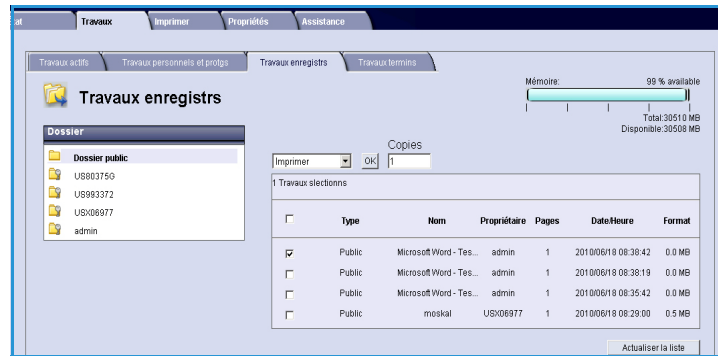 tat Travaux Imprimer Propriétés Assistance
Travaux actifs Travaux personnels et protgs Travaux enregistrs Travaux termins
Travaux enregistrs
Mémoire: 99 % available
Total:30510 MB
Disponible:30508 MB
Dossier
Dossier public
US80375G
US993372
USX06977
admin
Copies
Imprimer OK 1
1 Travaux slectionns
Type Nom Propriétaire Pages Date/Heure Format
Public Microsoft Word - Tes... admin 1 2010/06/18 08:38:42 0.0 MB
Public Microsoft Word - Tes... admin 1 2010/06/18 08:38:19 0.0 MB
Public Microsoft Word - Tes... admin 1 2010/06/18 08:35:42 0.0 MB
Public moskal USX06977 1 2010/06/18 08:29:00 0.5 MB
Actualiser la liste